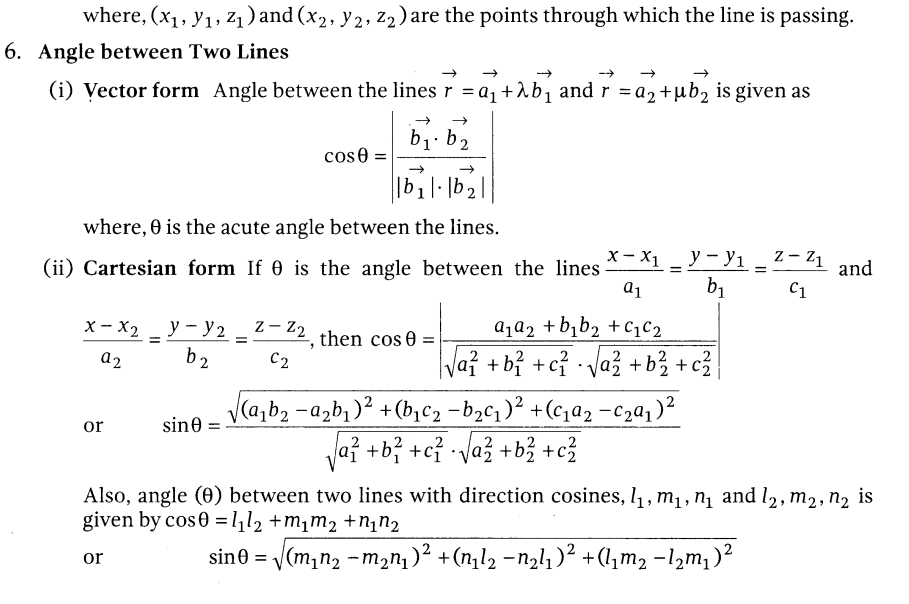 where, (x₁, y₁, z₁) and (x₂, y₂, z₂) are the points through which the line is passing.
6. Angle between Two Lines
(i) Vector form Angle between the lines r⃗ = a⃗₁ + λb⃗₁ and r⃗ = a⃗₂ + μb⃗₂ is given as
cosθ = | (b⃗₁ · b⃗₂) / (|b⃗₁| · |b⃗₂|) |
where, θ is the acute angle between the lines.
(ii) Cartesian form If θ is the angle between the lines (x − x₁)/a₁ = (y − y₁)/b₁ = (z − z₁)/c₁ and
(x − x₂)/a₂ = (y − y₂)/b₂ = (z − z₂)/c₂, then cosθ = | (a₁a₂ + b₁b₂ + c₁c₂) / (√(a₁² + b₁² + c₁²) · √(a₂² + b₂² + c₂²)) |
or sinθ = √((a₁b₂ − a₂b₁)² + (b₁c₂ − b₂c₁)² + (c₁a₂ − c₂a₁)²) / (√(a₁² + b₁² + c₁²) · √(a₂² + b₂² + c₂²))
Also, angle (θ) between two lines with direction cosines, l₁, m₁, n₁ and l₂, m₂, n₂ is
given by cosθ = l₁l₂ + m₁m₂ + n₁n₂
or sinθ = √((m₁n₂ − m₂n₁)² + (n₁l₂ − n₂l₁)² + (l₁m₂ − l₂m₁)²)